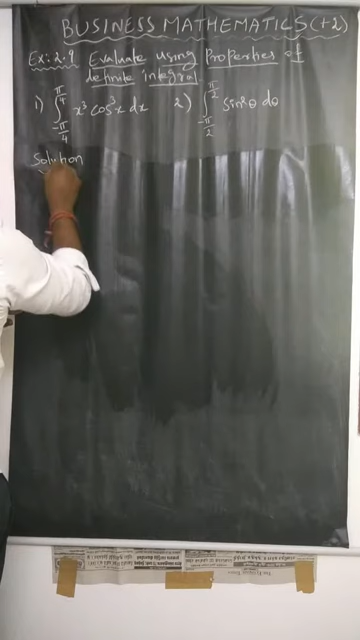 BUSINESS MATHEMATICS (+2)
Ex: 2.9 Evaluate using Properties of
definite integral
1) ∫_{-π/4}^{π/4} x³ cos³x dx 2) ∫_{-π/2}^{π/2} sin²θ dθ
Solution